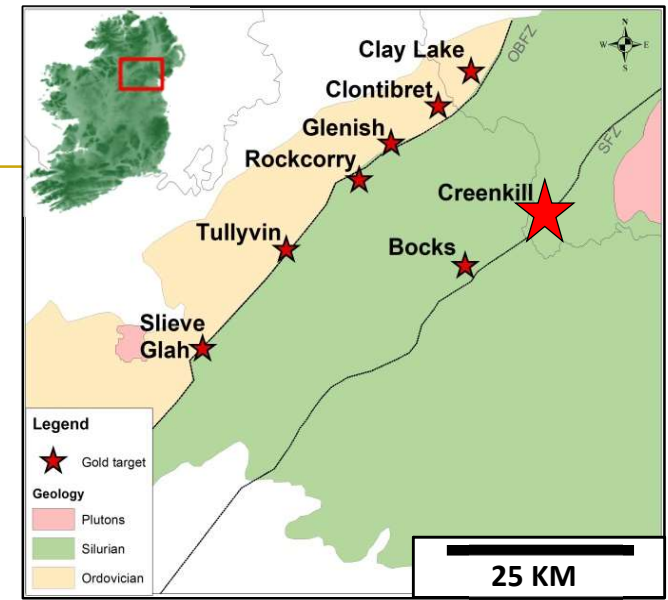 N
W E
S
Clay Lake
OBFZ
Clontibret
Glenish
Rockcorry
SFZ
Creenkill
Tullyvin
Bocks
Slieve
Glah
Legend
Gold target
Geology
Plutons
Silurian
Ordovician
25 KM